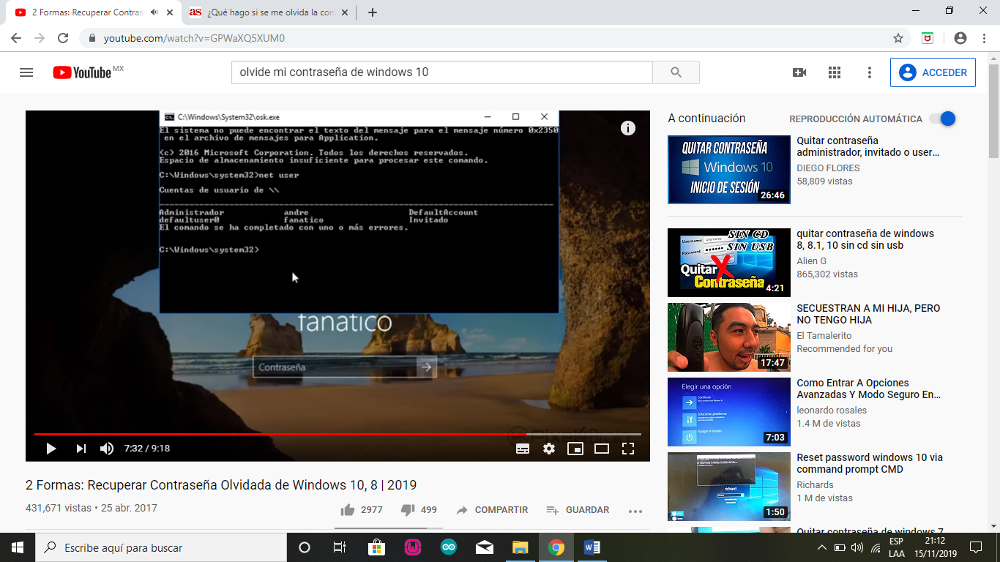 2 Formas: Recuperar Contras
¿Qué hago si se me olvida la con
youtube.com/watch?v=GPWaXQ5XUM0
YouTube MX
olvide mi contraseña de windows 10
ACCEDER
C:\Windows\System32\osk.exe
El sistema no puede encontrar el texto del mensaje para el mensaje número 0x2350
en el archivo de mensajes para Application.
(c) 2016 Microsoft Corporation. Todos los derechos reservados.
Espacio de almacenamiento insuficiente para procesar este comando.
C:\Windows\system32>net user
Cuentas de usuario de \\
-------------------------------------------------------------------------------
Administrador andre DefaultAccount
defaultuser0 fanatico Invitado
El comando se ha completado con uno o más errores.
C:\Windows\system32>
fanatico
Contraseña
7:32 / 9:18
2 Formas: Recuperar Contraseña Olvidada de Windows 10, 8 | 2019
431,671 vistas • 25 abr. 2017
2977
499
COMPARTIR
GUARDAR
A continuación
REPRODUCCIÓN AUTOMÁTICA
QUITAR CONTRASEÑA
Windows 10
INICIO DE SESIÓN
26:46
Quitar contraseña
administrador, invitado o user…
DIEGO FLORES
58,809 vistas
SIN CD
SIN USB
Username:
Username
Password:
Quitar
Contraseña
4:21
quitar contraseña de windows
8, 8.1, 10 sin cd sin usb
Alien G
865,302 vistas
17:47
SECUESTRAN A MI HIJA, PERO
NO TENGO HIJA
El Tamalerito
Recommended for you
Elegir una opción
Continuar
Solucionar problemas
Apagar el equipo
7:03
Como Entrar A Opciones
Avanzadas Y Modo Seguro En…
leonardo rosales
1.4 M de vistas
richard
1:50
Reset password windows 10 via
command prompt CMD
Richards
1 M de vistas
Quitar contraseña de windows 7
Escribe aquí para buscar
ESP
LAA
21:12
15/11/2019